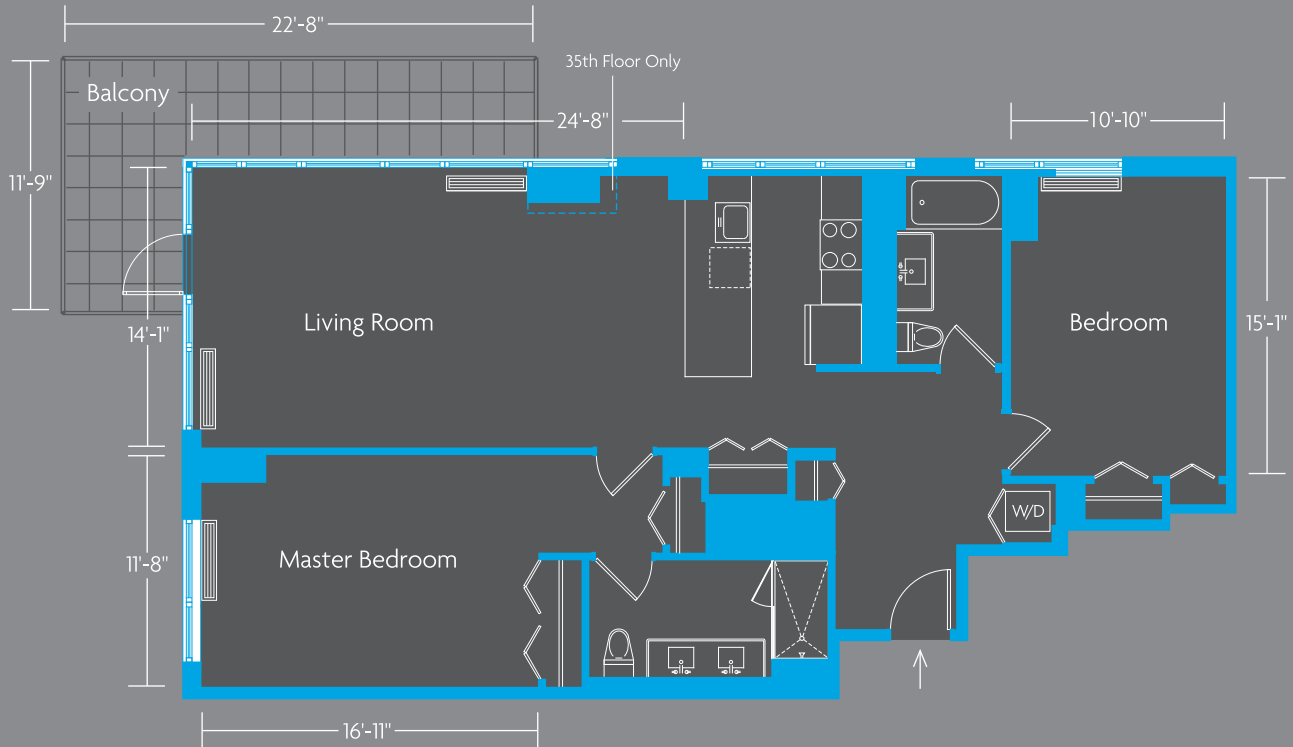 22'-8"
35th Floor Only
Balcony
24'-8"
10'-10"
11'-9"
14'-1"
Living Room
Bedroom
15'-1"
W/D
11'-8"
Master Bedroom
16'-11"